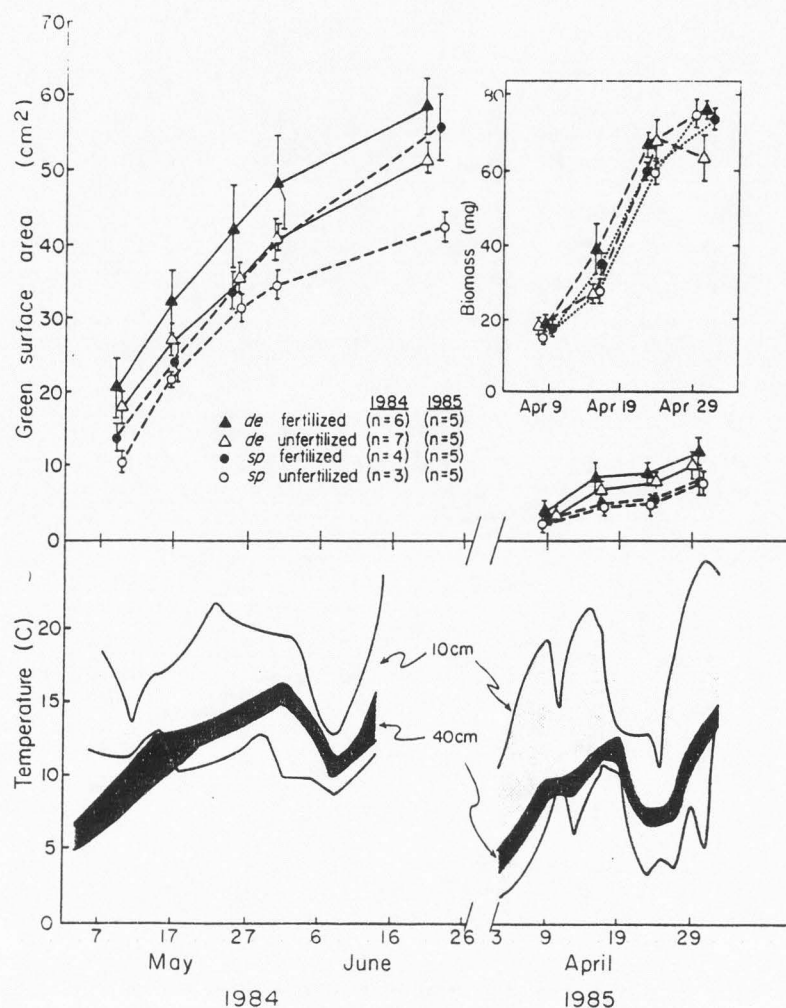 70
60
50
40
30
20
10
0
Green surface area (cm²)
80
60
40
20
0
Biomass (mg)
Apr 9 Apr 19 Apr 29
1984 1985
▲ de fertilized (n=6) (n=5)
△ de unfertilized (n=7) (n=5)
● sp fertilized (n=4) (n=5)
○ sp unfertilized (n=3) (n=5)
20
15
10
5
0
Temperature (C)
10cm
40cm
7 17 27 6 16 26 3 9 19 29
May June April
1984 1985